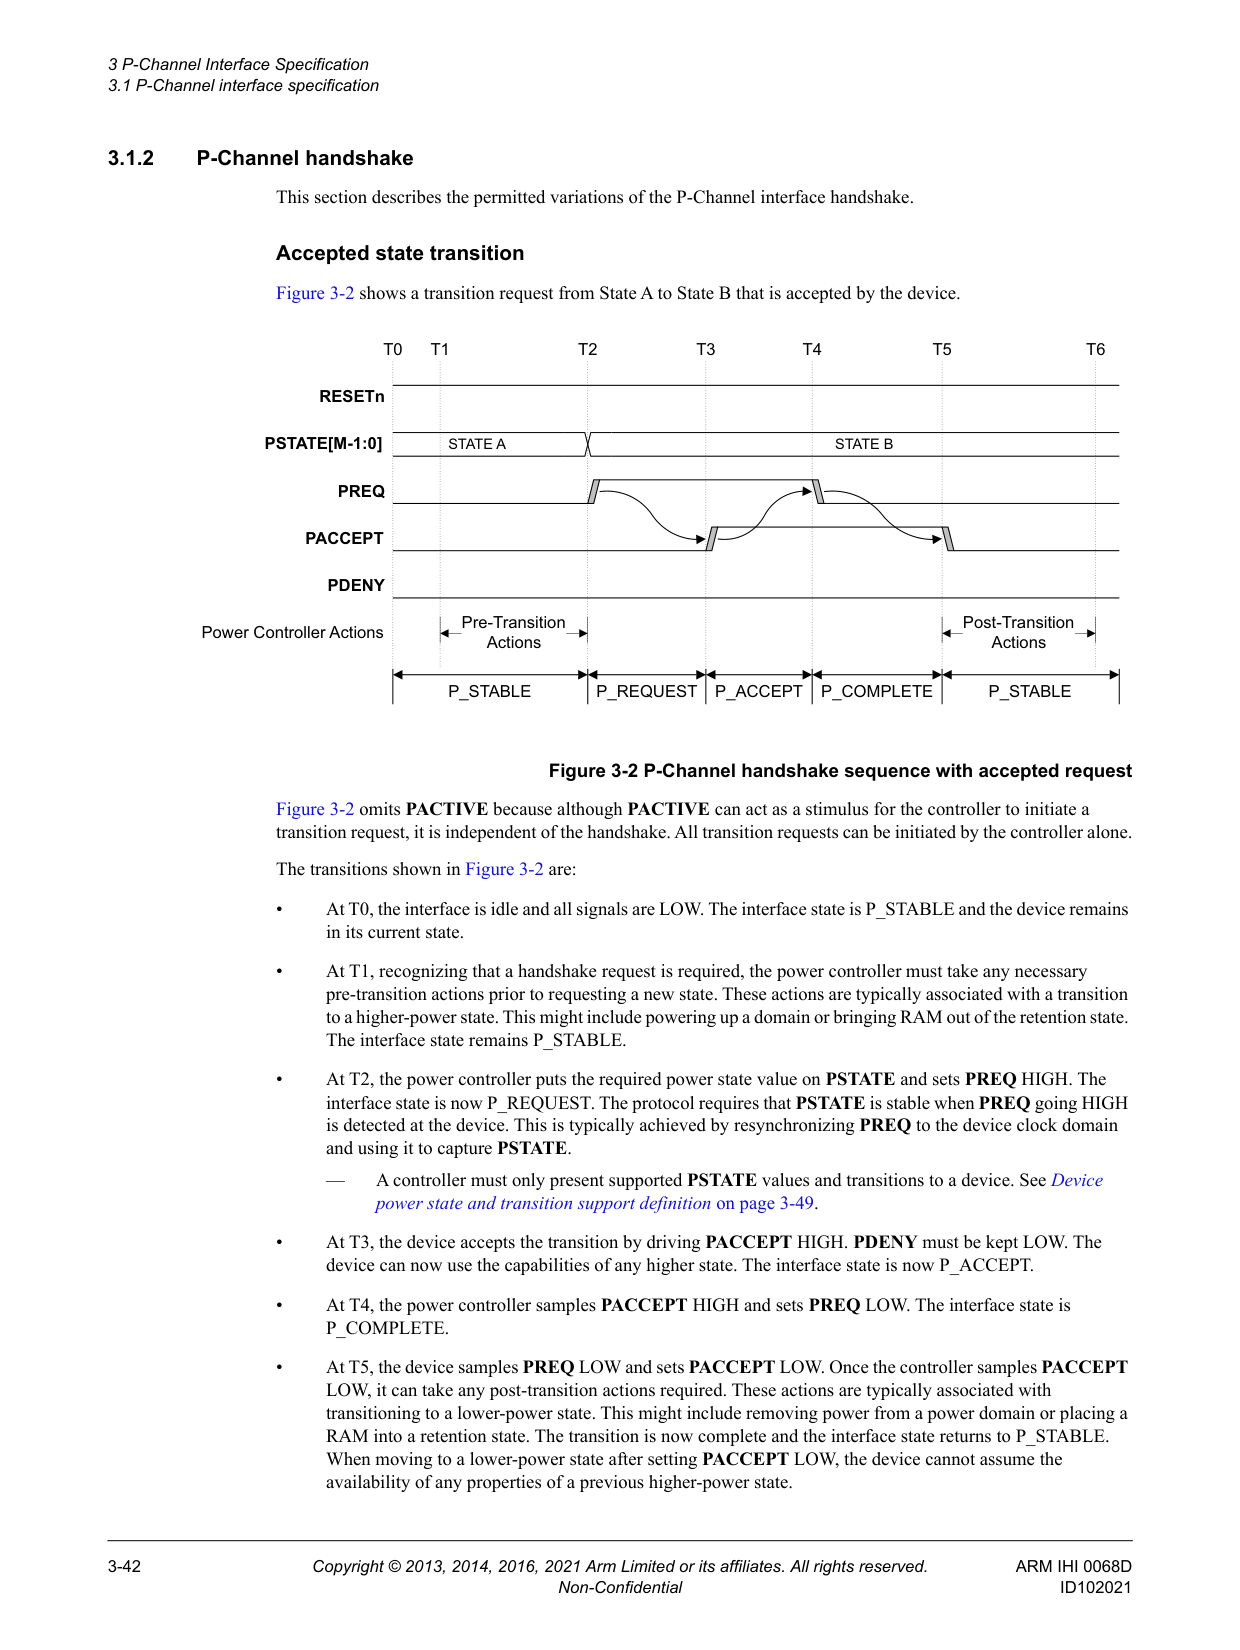 3 P-Channel Interface Specification
3.1 P-Channel interface specification
3.1.2 P-Channel handshake
This section describes the permitted variations of the P-Channel interface handshake.
Accepted state transition
Figure 3-2 shows a transition request from State A to State B that is accepted by the device.
T0 T1 T2 T3 T4 T5 T6
RESETn
PSTATE[M-1:0] STATE A STATE B
PREQ
PACCEPT
PDENY
Power Controller Actions Pre-Transition Actions Post-Transition Actions
P_STABLE P_REQUEST P_ACCEPT P_COMPLETE P_STABLE
Figure 3-2 P-Channel handshake sequence with accepted request
Figure 3-2 omits PACTIVE because although PACTIVE can act as a stimulus for the controller to initiate a
transition request, it is independent of the handshake. All transition requests can be initiated by the controller alone.
The transitions shown in Figure 3-2 are:
• At T0, the interface is idle and all signals are LOW. The interface state is P_STABLE and the device remains
in its current state.
• At T1, recognizing that a handshake request is required, the power controller must take any necessary
pre-transition actions prior to requesting a new state. These actions are typically associated with a transition
to a higher-power state. This might include powering up a domain or bringing RAM out of the retention state.
The interface state remains P_STABLE.
• At T2, the power controller puts the required power state value on PSTATE and sets PREQ HIGH. The
interface state is now P_REQUEST. The protocol requires that PSTATE is stable when PREQ going HIGH
is detected at the device. This is typically achieved by resynchronizing PREQ to the device clock domain
and using it to capture PSTATE.
— A controller must only present supported PSTATE values and transitions to a device. See Device
power state and transition support definition on page 3-49.
• At T3, the device accepts the transition by driving PACCEPT HIGH. PDENY must be kept LOW. The
device can now use the capabilities of any higher state. The interface state is now P_ACCEPT.
• At T4, the power controller samples PACCEPT HIGH and sets PREQ LOW. The interface state is
P_COMPLETE.
• At T5, the device samples PREQ LOW and sets PACCEPT LOW. Once the controller samples PACCEPT
LOW, it can take any post-transition actions required. These actions are typically associated with
transitioning to a lower-power state. This might include removing power from a power domain or placing a
RAM into a retention state. The transition is now complete and the interface state returns to P_STABLE.
When moving to a lower-power state after setting PACCEPT LOW, the device cannot assume the
availability of any properties of a previous higher-power state.
3-42 Copyright © 2013, 2014, 2016, 2021 Arm Limited or its affiliates. All rights reserved. ARM IHI 0068D
Non-Confidential ID102021